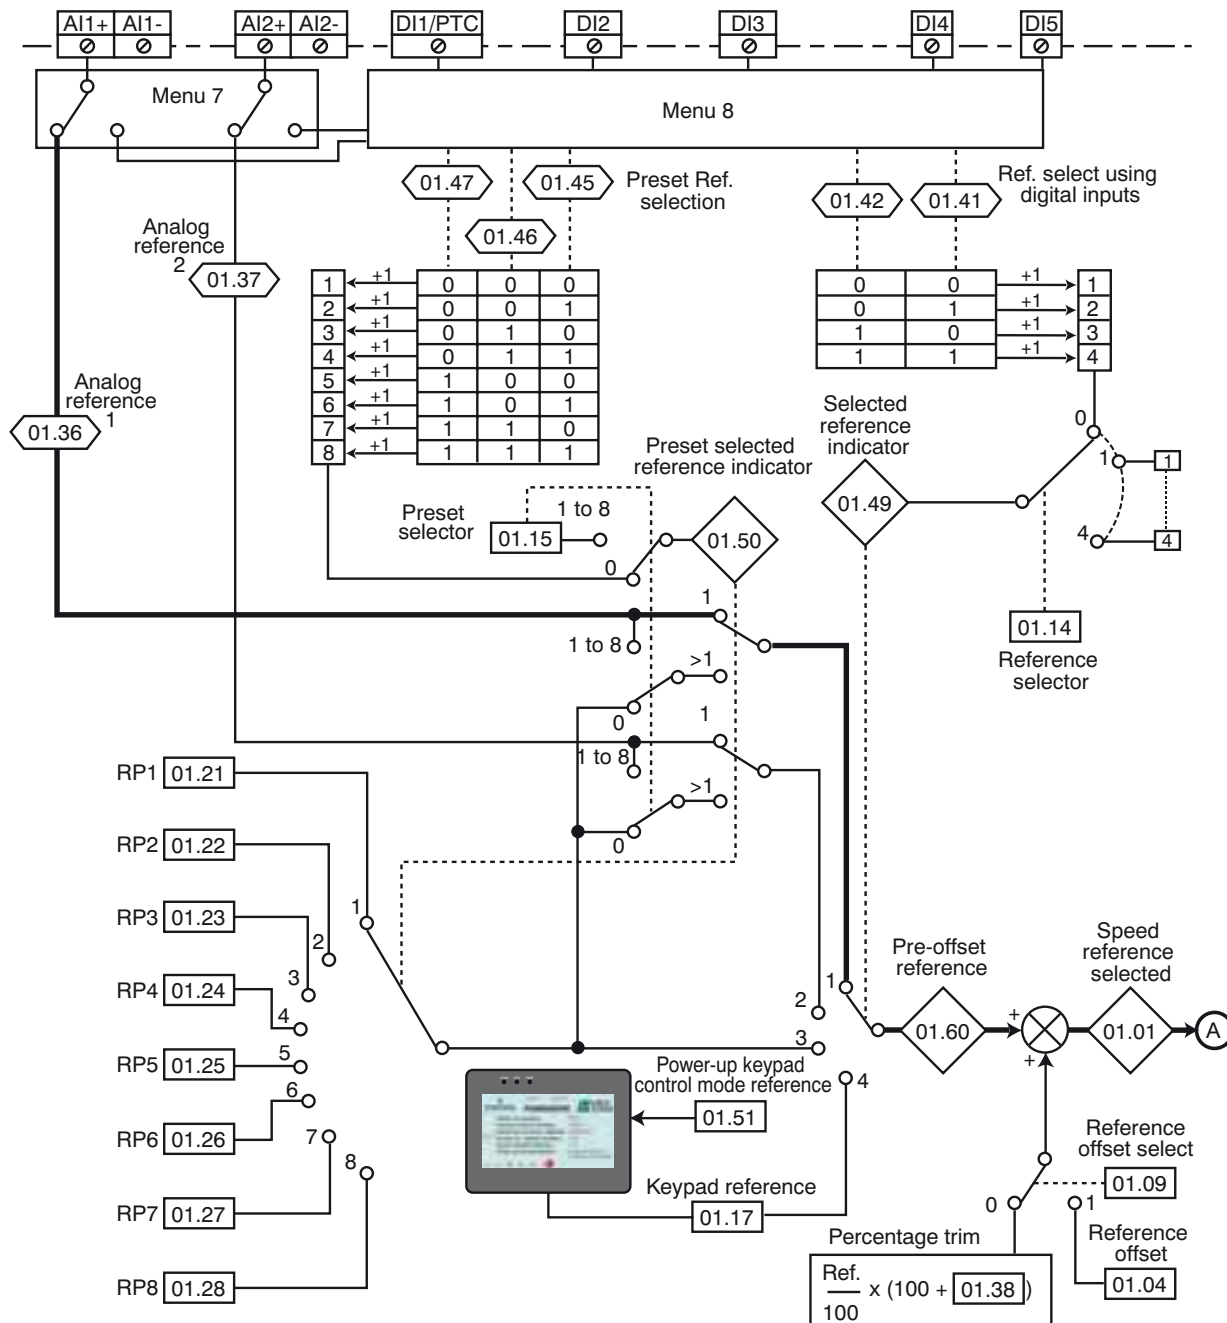 AI1+ AI1- AI2+ AI2- DI1/PTC DI2 DI3 DI4 DI5
Menu 7
Menu 8
01.47
01.45
01.46
Preset Ref.
selection
01.42
01.41
Ref. select using
digital inputs
Analog
reference
2
01.37
1 +1 0 0 0
2 +1 0 0 1
3 +1 0 1 0
4 +1 0 1 1
5 +1 1 0 0
6 +1 1 0 1
7 +1 1 1 0
8 +1 1 1 1
0 0 +1 1
0 1 +1 2
1 0 +1 3
1 1 +1 4
Analog
reference
1
01.36
Selected
reference
indicator
01.49
0
1
1
4
4
01.14
Reference
selector
Preset selected
reference indicator
01.50
Preset
selector
01.15
1 to 8
0
1
1 to 8
>1
0
1
1 to 8
>1
0
RP1 01.21
RP2 01.22
RP3 01.23
RP4 01.24
RP5 01.25
RP6 01.26
RP7 01.27
RP8 01.28
1
2
3
4
5
6
7
8
1
2
3
4
Pre-offset
reference
01.60
+
+
Speed
reference
selected
01.01
A
Power-up keypad
control mode reference
01.51
Keypad reference
01.17
Reference
offset select
01.09
0
1
Reference
offset
01.04
Percentage trim
Ref.
100
x (100 + 01.38 )